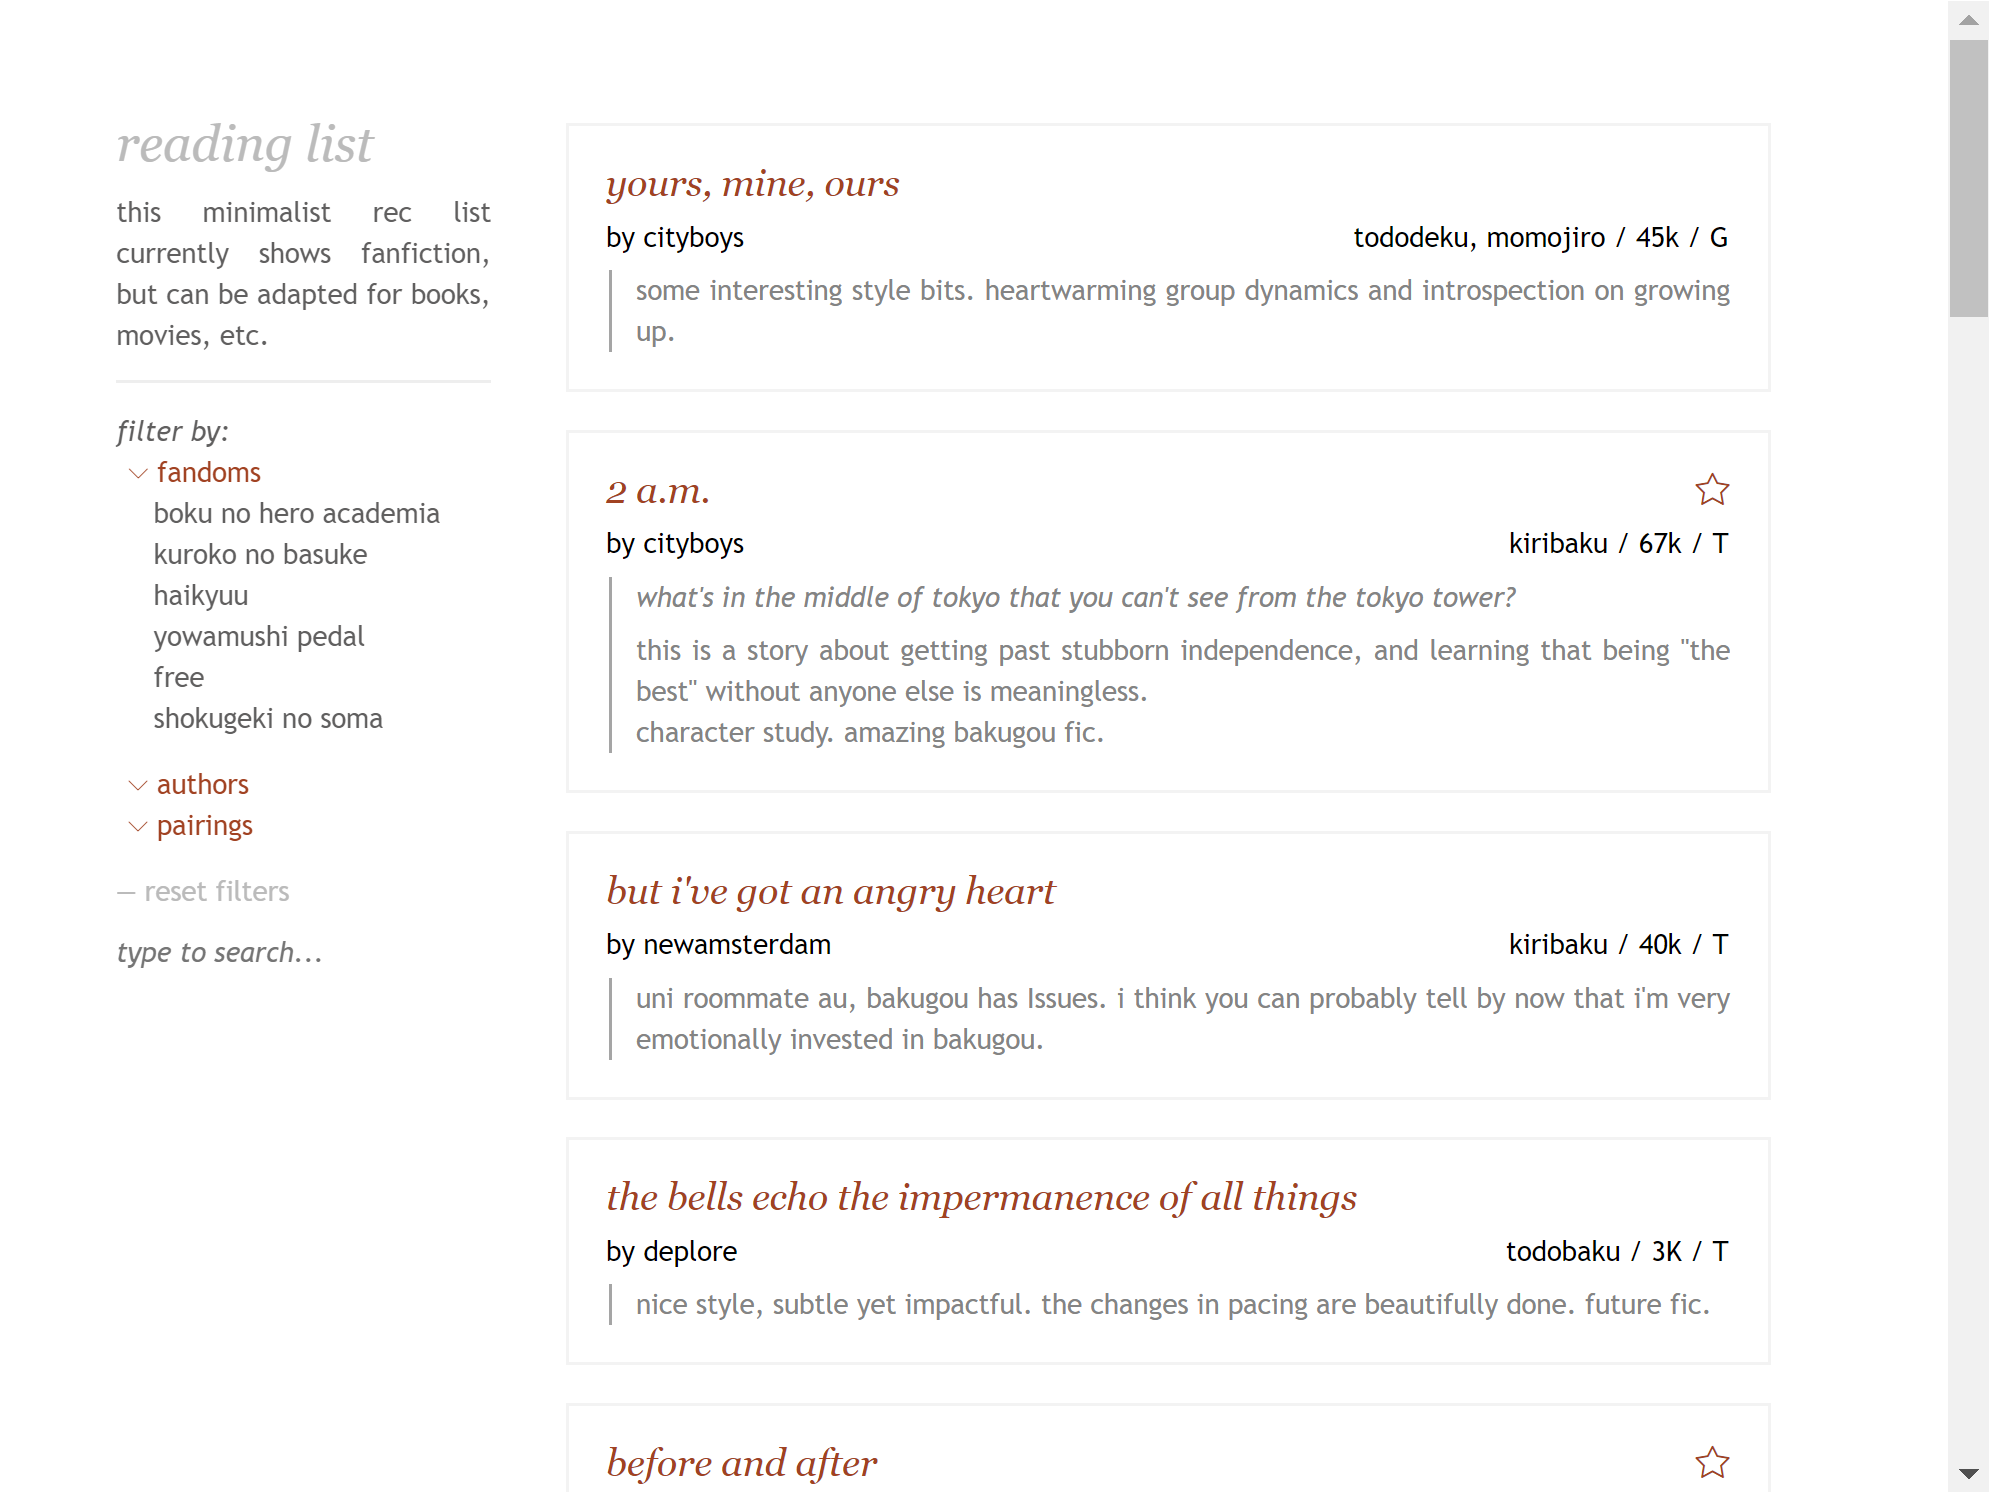 reading list
this minimalist rec list
currently shows fanfiction,
but can be adapted for books,
movies, etc.
filter by:
fandoms
boku no hero academia
kuroko no basuke
haikyuu
yowamushi pedal
free
shokugeki no soma
authors
pairings
— reset filters
type to search...
yours, mine, ours
by cityboys
tododeku, momojiro / 45k / G
some interesting style bits. heartwarming group dynamics and introspection on growing
up.
2 a.m.
by cityboys
kiribaku / 67k / T
what's in the middle of tokyo that you can't see from the tokyo tower?
this is a story about getting past stubborn independence, and learning that being "the
best" without anyone else is meaningless.
character study. amazing bakugou fic.
but i've got an angry heart
by newamsterdam
kiribaku / 40k / T
uni roommate au, bakugou has Issues. i think you can probably tell by now that i'm very
emotionally invested in bakugou.
the bells echo the impermanence of all things
by deplore
todobaku / 3K / T
nice style, subtle yet impactful. the changes in pacing are beautifully done. future fic.
before and after